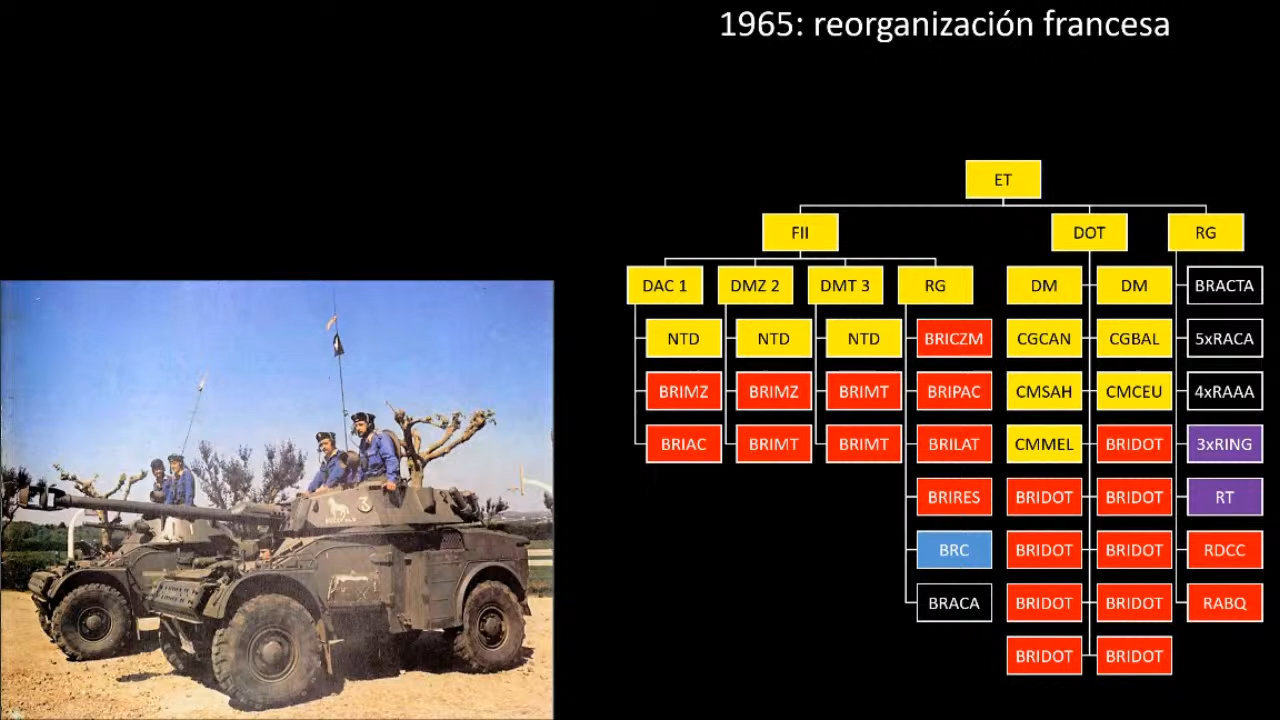 1965: reorganización francesa
ET
FII DOT RG
DAC 1 DMZ 2 DMT 3 RG DM DM BRACTA
NTD NTD NTD BRICZM CGCAN CGBAL 5xRACA
BRIMZ BRIMZ BRIMT BRIPAC CMSAH CMCEU 4xRAAA
BRIAC BRIMT BRIMT BRILAT CMMEL BRIDOT 3xRING
BRIRES BRIDOT BRIDOT RT
BRC BRIDOT BRIDOT RDCC
BRACA BRIDOT BRIDOT RABQ
BRIDOT BRIDOT
3